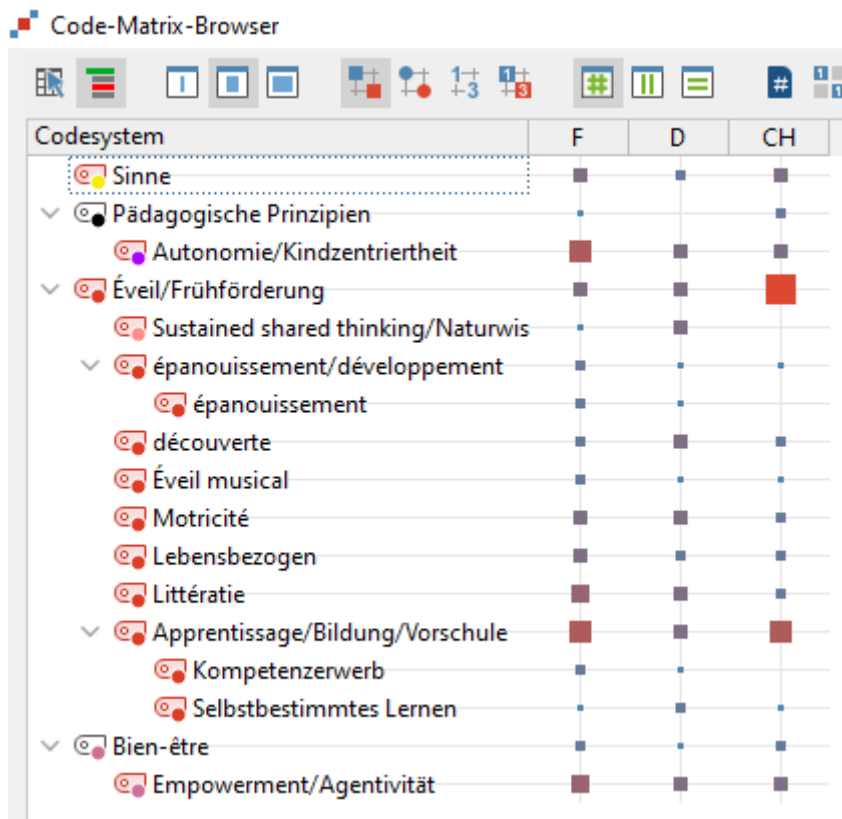 Code-Matrix-Browser
Codesystem F D CH
Sinne
Pädagogische Prinzipien
Autonomie/Kindzentriertheit
Éveil/Frühförderung
Sustained shared thinking/Naturwis
épanouissement/développement
épanouissement
découverte
Éveil musical
Motricité
Lebensbezogen
Littératie
Apprentissage/Bildung/Vorschule
Kompetenzerwerb
Selbstbestimmtes Lernen
Bien-être
Empowerment/Agentivität